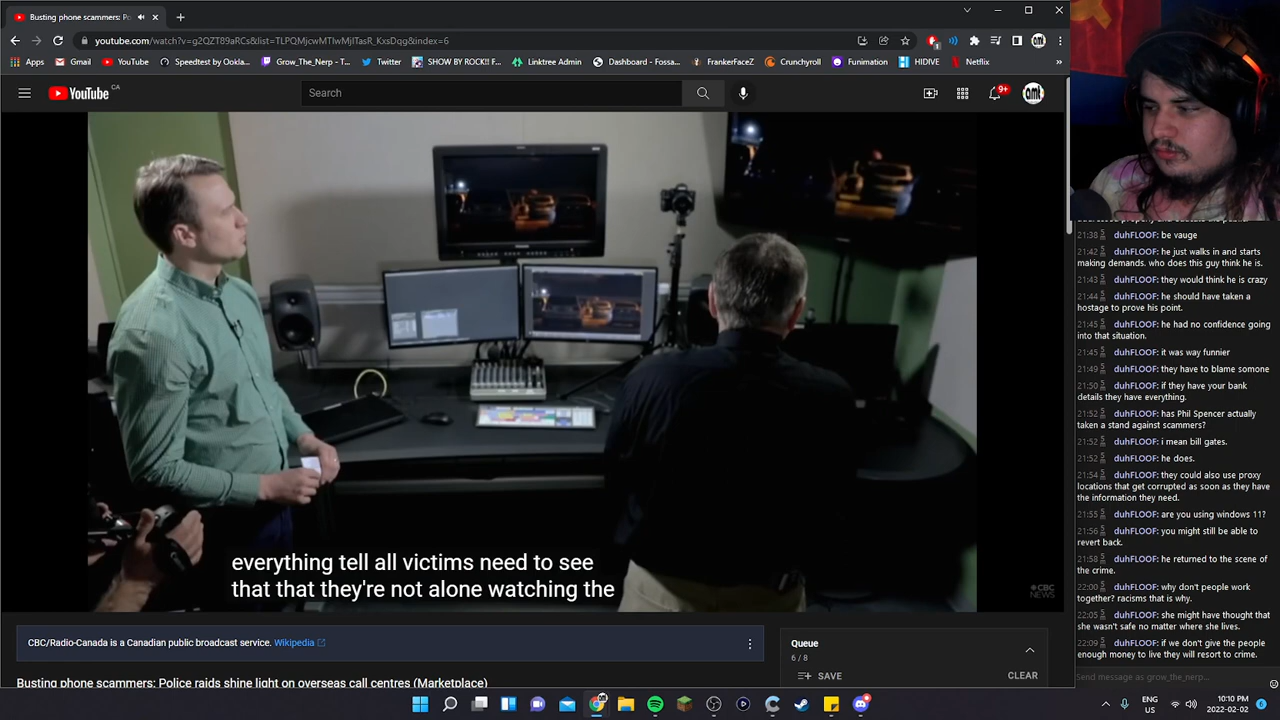 Busting phone scammers: Po
youtube.com/watch?v=g2QZT89aRCs&list=TLPQMjcwMTIwMjITasR_KxsDqg&index=6
Apps
Gmail
YouTube
Speedtest by Ookla...
Grow_The_Nerp - T...
Twitter
SHOW BY ROCK!! F...
Linktree Admin
Dashboard - Fossa...
FrankerFaceZ
Crunchyroll
Funimation
HIDIVE
Netflix
»
YouTube CA
Search
9+
amt
everything tell all victims need to see
that that they're not alone watching the
CBC
NEWS
CBC/Radio-Canada is a Canadian public broadcast service. Wikipedia
Queue
6 / 8
SAVE
CLEAR
Busting phone scammers: Police raids shine light on overseas call centres (Marketplace)
21:38 duhFLOOF: be vauge
21:42 duhFLOOF: he just walks in and starts
making demands. who does this guy think he is.
21:43 duhFLOOF: they would think he is crazy
21:44 duhFLOOF: he should have taken a
hostage to prove his point.
21:45 duhFLOOF: he had no confidence going
into that situation.
21:45 duhFLOOF: it was way funnier
21:49 duhFLOOF: they have to blame somone
21:50 duhFLOOF: if they have your bank
details they have everything.
21:52 duhFLOOF: has Phil Spencer actually
taken a stand against scammers?
21:52 duhFLOOF: i mean bill gates.
21:52 duhFLOOF: he does.
21:54 duhFLOOF: they could also use proxy
locations that get corrupted as soon as they have
the information they need.
21:55 duhFLOOF: are you using windows 11?
21:56 duhFLOOF: you might still be able to
revert back.
21:58 duhFLOOF: he returned to the scene of
the crime.
22:00 duhFLOOF: why don't people work
together? racisms that is why.
22:05 duhFLOOF: she might have thought that
she wasn't safe no matter where she lives.
22:09 duhFLOOF: if we don't give the people
enough money to live they will resort to crime.
Send message as grow_the_nerp...
ENG
US
10:10 PM
2022-02-02